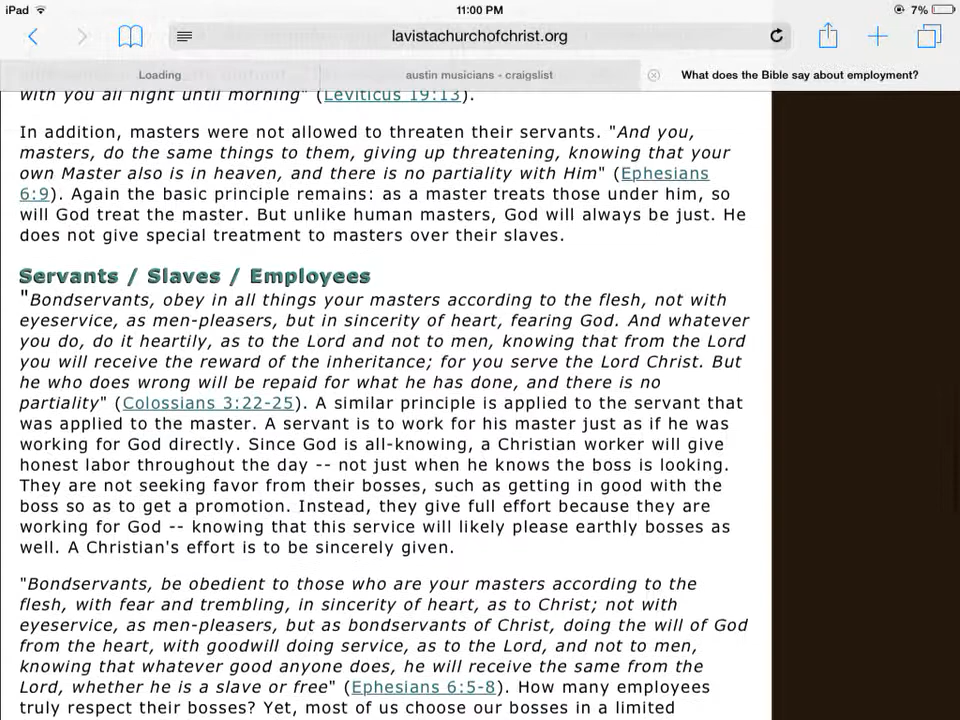 iPad 11:00 PM 7%
lavistachurchofchrist.org
Loading austin musicians - craigslist What does the Bible say about employment?
with you all night until morning" (Leviticus 19:13).
In addition, masters were not allowed to threaten their servants. "And you,
masters, do the same things to them, giving up threatening, knowing that your
own Master also is in heaven, and there is no partiality with Him" (Ephesians
6:9). Again the basic principle remains: as a master treats those under him, so
will God treat the master. But unlike human masters, God will always be just. He
does not give special treatment to masters over their slaves.
Servants / Slaves / Employees
"Bondservants, obey in all things your masters according to the flesh, not with
eyeservice, as men-pleasers, but in sincerity of heart, fearing God. And whatever
you do, do it heartily, as to the Lord and not to men, knowing that from the Lord
you will receive the reward of the inheritance; for you serve the Lord Christ. But
he who does wrong will be repaid for what he has done, and there is no
partiality" (Colossians 3:22-25). A similar principle is applied to the servant that
was applied to the master. A servant is to work for his master just as if he was
working for God directly. Since God is all-knowing, a Christian worker will give
honest labor throughout the day -- not just when he knows the boss is looking.
They are not seeking favor from their bosses, such as getting in good with the
boss so as to get a promotion. Instead, they give full effort because they are
working for God -- knowing that this service will likely please earthly bosses as
well. A Christian's effort is to be sincerely given.
"Bondservants, be obedient to those who are your masters according to the
flesh, with fear and trembling, in sincerity of heart, as to Christ; not with
eyeservice, as men-pleasers, but as bondservants of Christ, doing the will of God
from the heart, with goodwill doing service, as to the Lord, and not to men,
knowing that whatever good anyone does, he will receive the same from the
Lord, whether he is a slave or free" (Ephesians 6:5-8). How many employees
truly respect their bosses? Yet, most of us choose our bosses in a limited